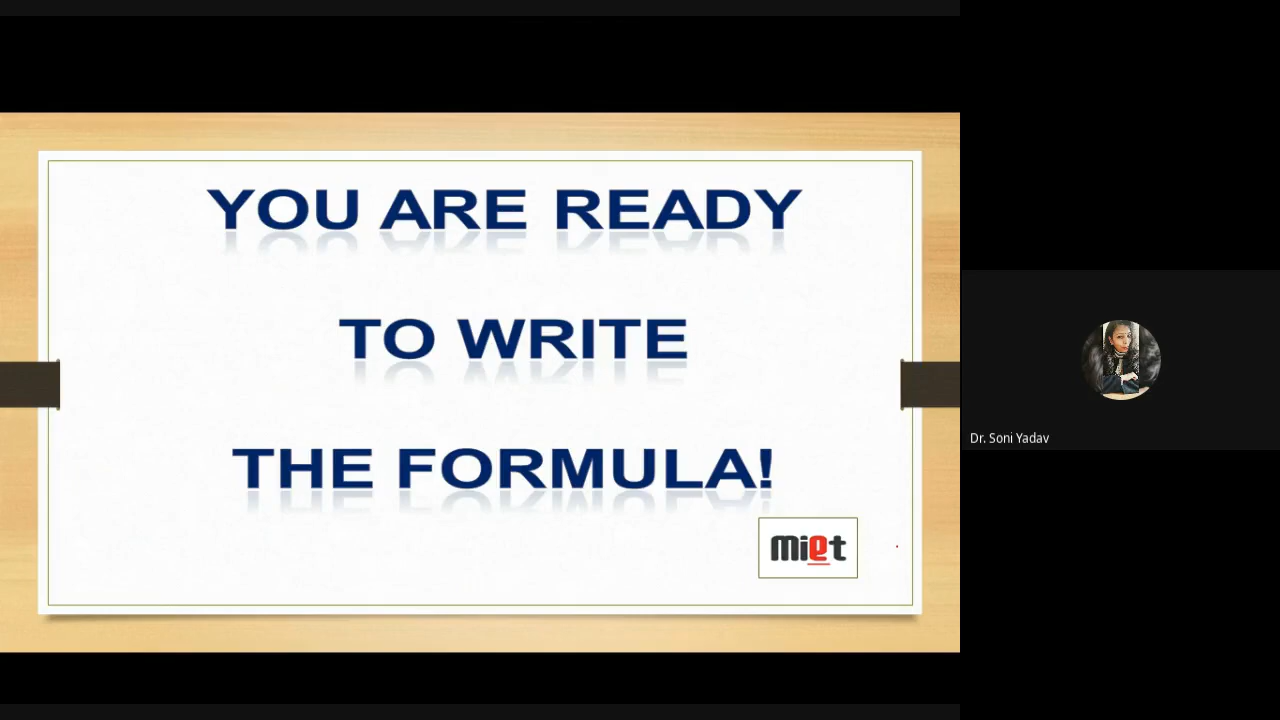 YOU ARE READY
TO WRITE
THE FORMULA!
miet
Dr. Soni Yadav